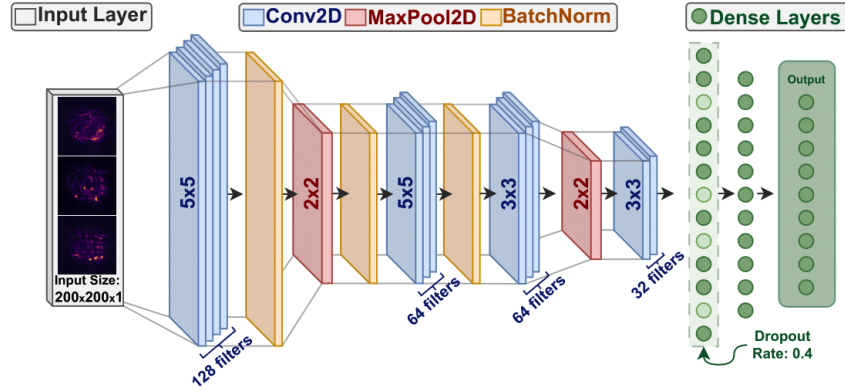 Input Layer
Conv2D
MaxPool2D
BatchNorm
Dense Layers
Input Size:
200x200x1
5x5
128 filters
2x2
5x5
64 filters
3x3
64 filters
2x2
3x3
32 filters
Output
Dropout
Rate: 0.4